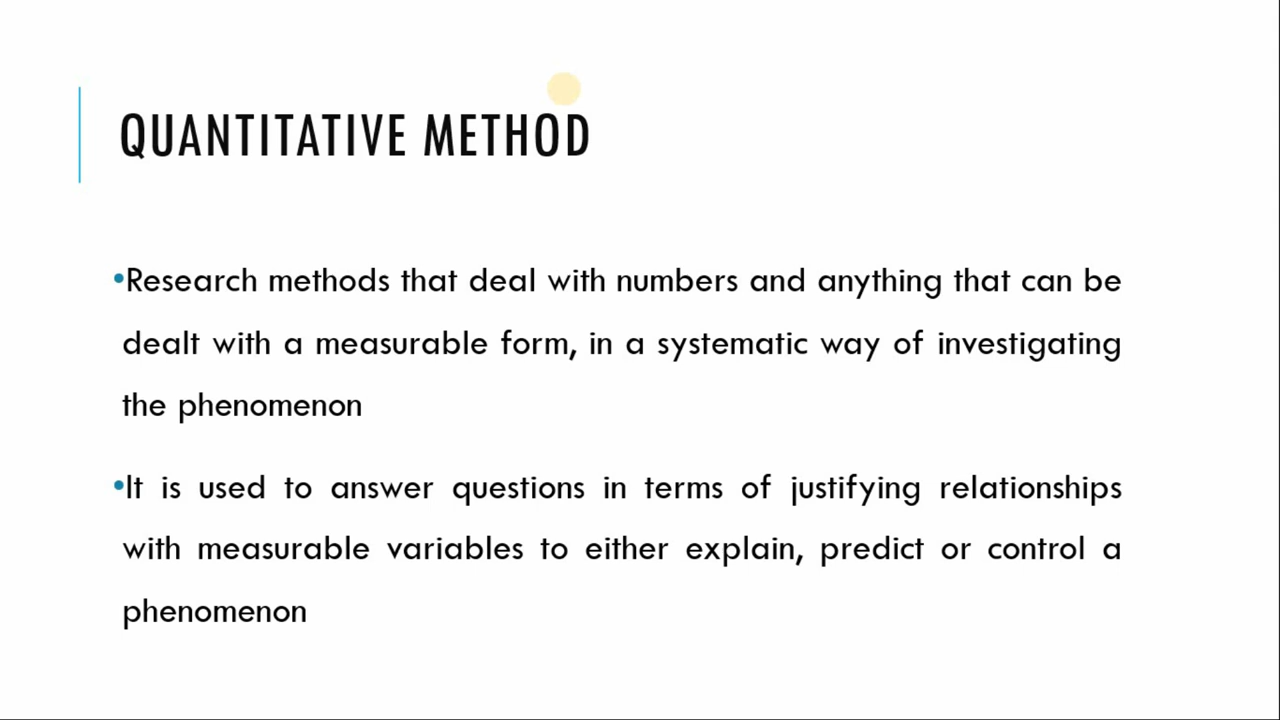 QUANTITATIVE METHOD
•Research methods that deal with numbers and anything that can be
dealt with a measurable form, in a systematic way of investigating
the phenomenon
•It is used to answer questions in terms of justifying relationships
with measurable variables to either explain, predict or control a
phenomenon